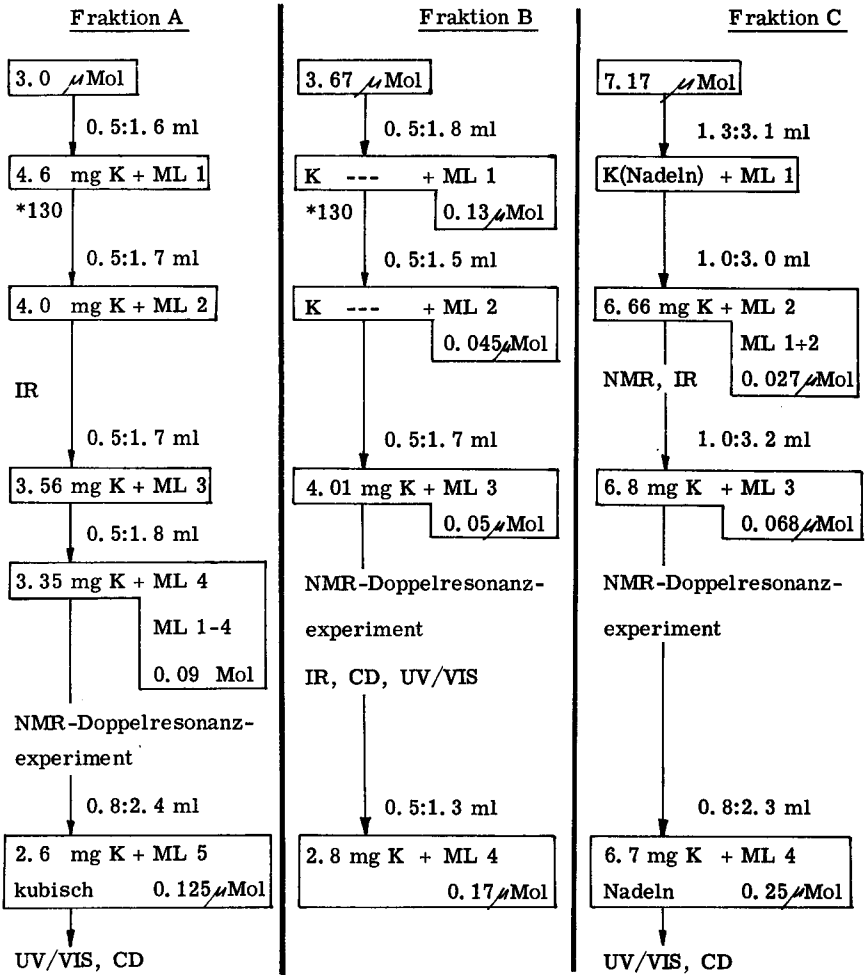 Fraktion A
3.0 µMol
0.5:1.6 ml
4.6 mg K + ML 1
*130
0.5:1.7 ml
4.0 mg K + ML 2
IR
0.5:1.7 ml
3.56 mg K + ML 3
0.5:1.8 ml
3.35 mg K + ML 4
ML 1-4
0.09 Mol
NMR-Doppelresonanz-
experiment
0.8:2.4 ml
2.6 mg K + ML 5
kubisch 0.125 µMol
UV/VIS, CD
Fraktion B
3.67 µMol
0.5:1.8 ml
K --- + ML 1
0.13 µMol
*130
0.5:1.5 ml
K --- + ML 2
0.045 µMol
0.5:1.7 ml
4.01 mg K + ML 3
0.05 µMol
NMR-Doppelresonanz-
experiment
IR, CD, UV/VIS
0.5:1.3 ml
2.8 mg K + ML 4
0.17 µMol
Fraktion C
7.17 µMol
1.3:3.1 ml
K(Nadeln) + ML 1
1.0:3.0 ml
6.66 mg K + ML 2
ML 1+2
0.027 µMol
NMR, IR
1.0:3.2 ml
6.8 mg K + ML 3
0.068 µMol
NMR-Doppelresonanz-
experiment
0.8:2.3 ml
6.7 mg K + ML 4
Nadeln 0.25 µMol
UV/VIS, CD